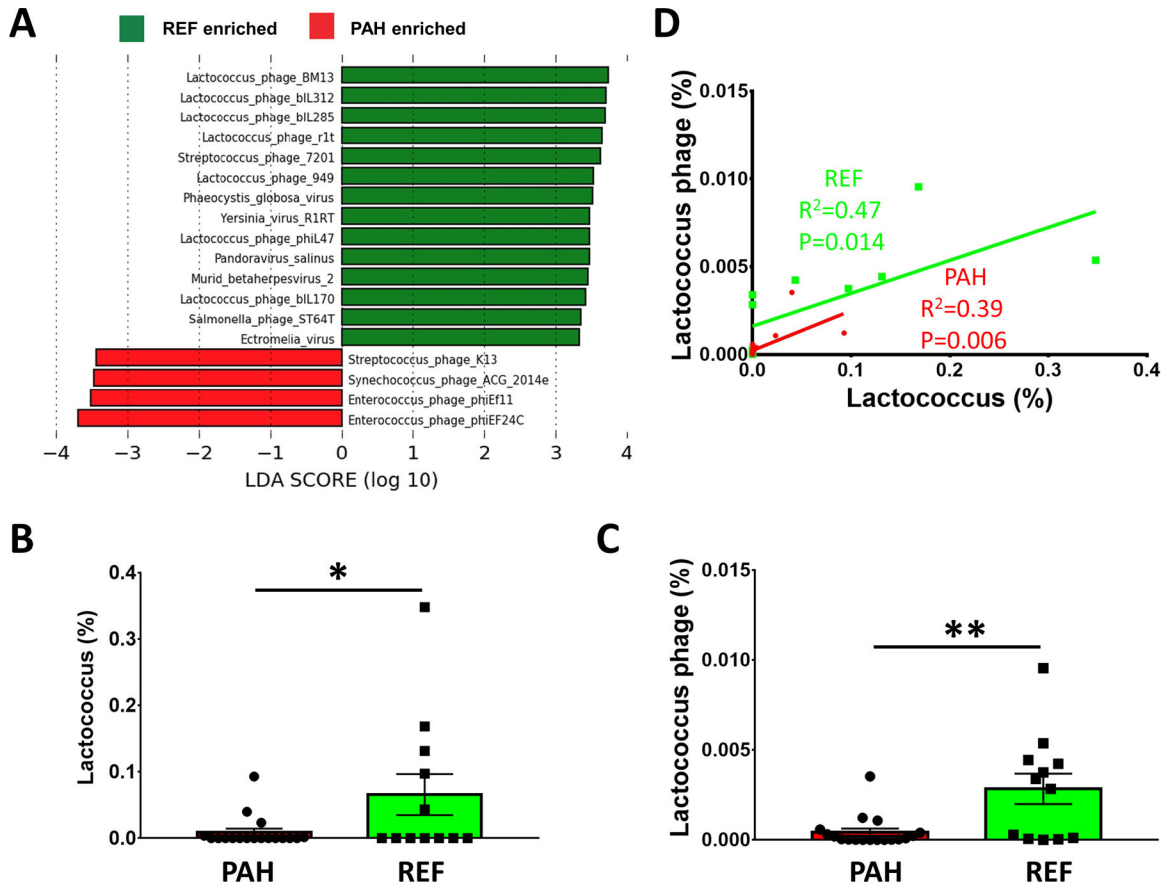 A
REF enriched
PAH enriched
Lactococcus_phage_BM13
Lactococcus_phage_bIL312
Lactococcus_phage_bIL285
Lactococcus_phage_r1t
Streptococcus_phage_7201
Lactococcus_phage_949
Phaeocystis_globosa_virus
Yersinia_virus_R1RT
Lactococcus_phage_phiL47
Pandoravirus_salinus
Murid_betaherpesvirus_2
Lactococcus_phage_bIL170
Salmonella_phage_ST64T
Ectromelia_virus
Streptococcus_phage_K13
Synechococcus_phage_ACG_2014e
Enterococcus_phage_phiEf11
Enterococcus_phage_phiEF24C
−4 −3 −2 −1 0 1 2 3 4
LDA SCORE (log 10)
D
Lactococcus phage (%)
0.015
0.010
0.005
0.000
REF
R²=0.47
P=0.014
PAH
R²=0.39
P=0.006
0.0 0.1 0.2 0.3 0.4
Lactococcus (%)
B
Lactococcus (%)
0.4
0.3
0.2
0.1
0.0
*
PAH REF
C
Lactococcus phage (%)
0.015
0.010
0.005
0.000
**
PAH REF